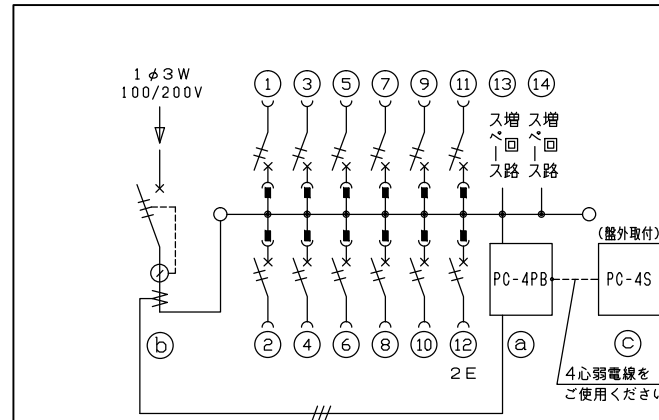 1φ3W
100/200V
① ③ ⑤ ⑦ ⑨ ⑪ ⑬ ⑭
増回路
スペース
増回路
スペース
(盤外取付)
PC-4PB
PC-4S
② ④ ⑥ ⑧ ⑩ ⑫
2E
ⓐ
ⓑ
ⓒ
4心弱電線を
ご使用ください